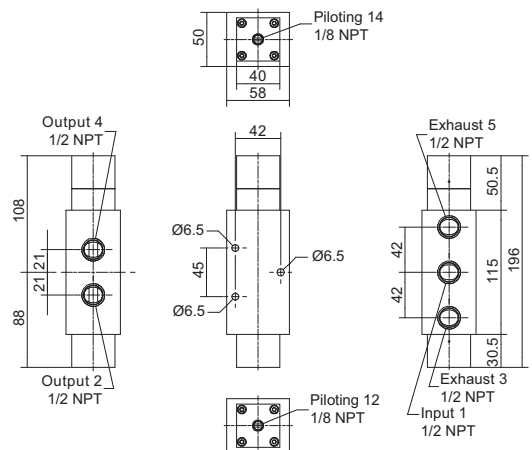 Piloting 14
1/8 NPT
50
40
58
Output 4
1/2 NPT
108
21
21
88
Output 2
1/2 NPT
42
Ø6.5
45
Ø6.5
Ø6.5
Exhaust 5
1/2 NPT
50.5
42
42
115
196
30.5
Exhaust 3
1/2 NPT
Input 1
1/2 NPT
Piloting 12
1/8 NPT